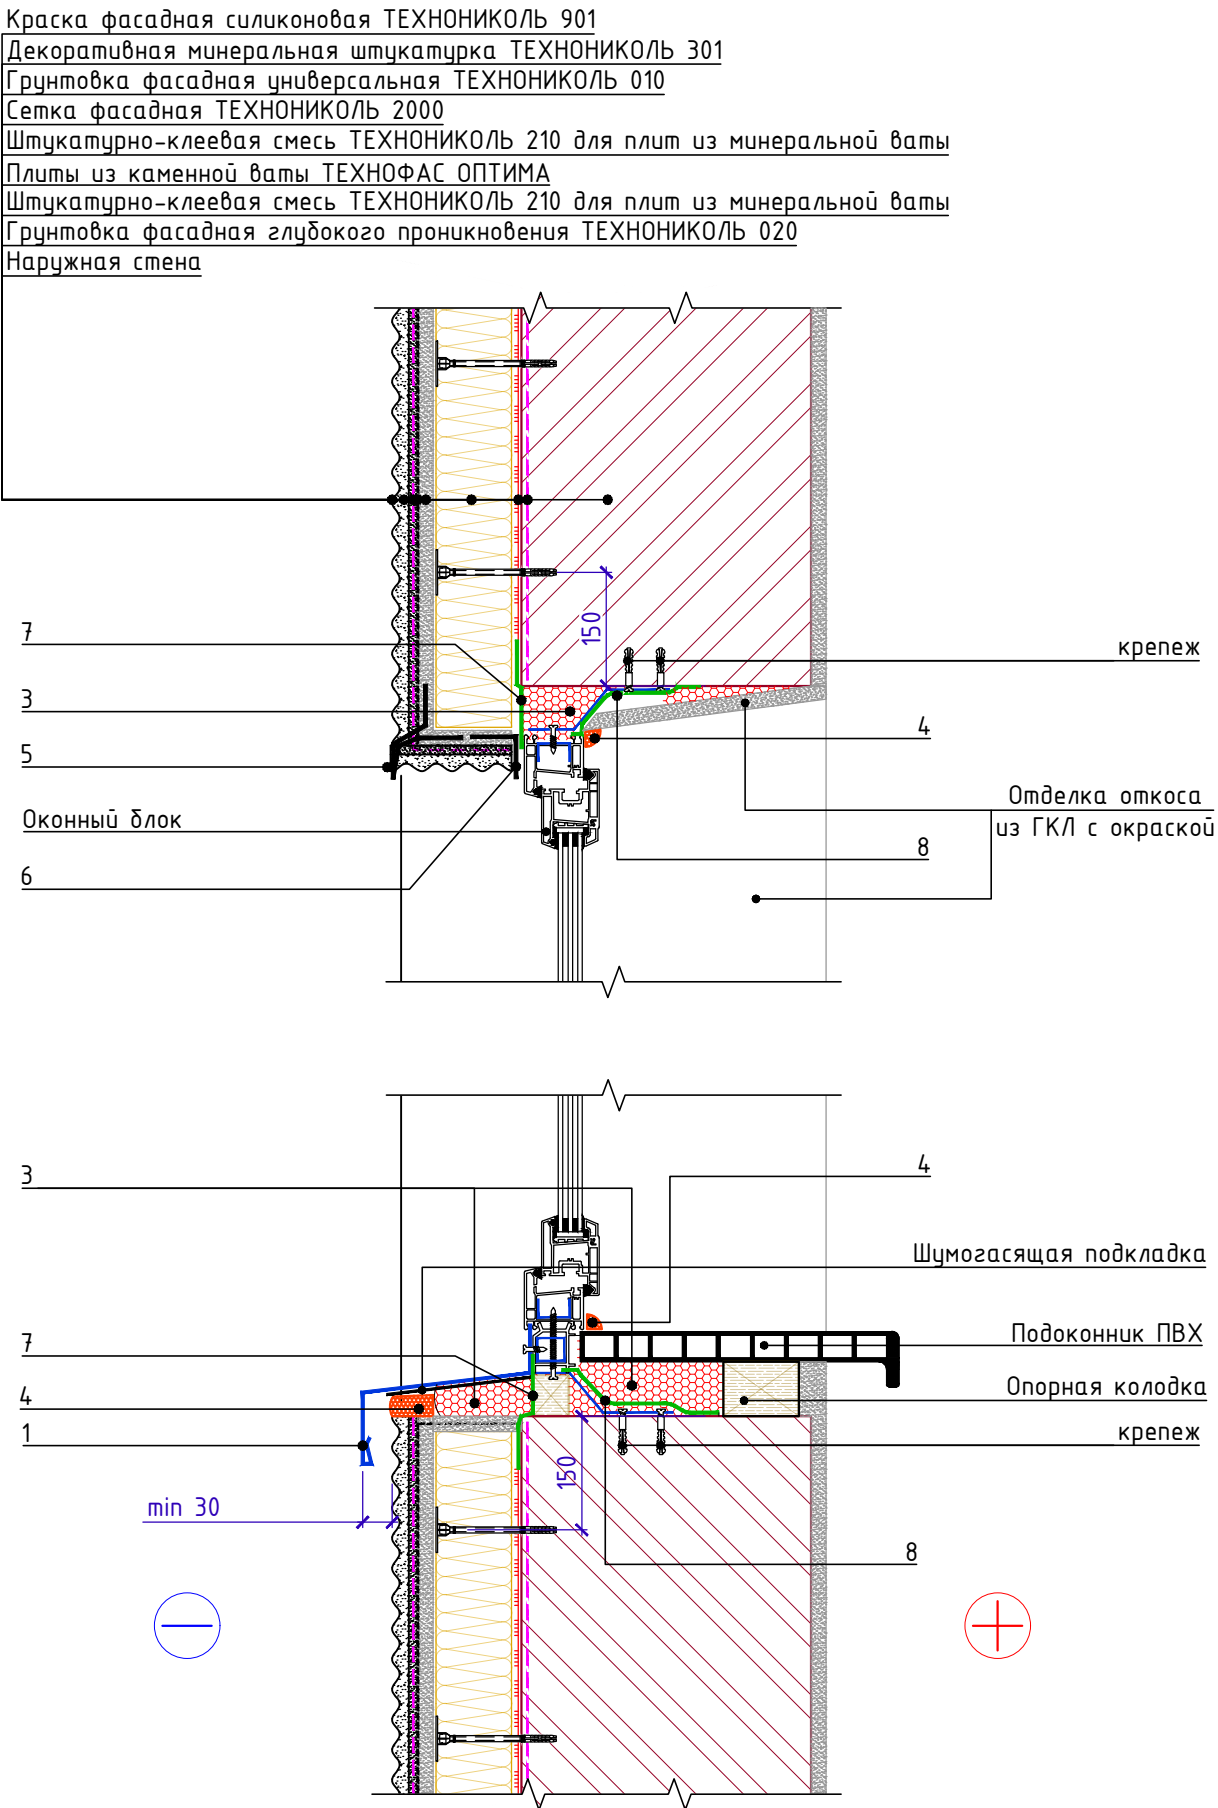 Краска фасадная силиконовая ТЕХНОНИКОЛЬ 901
Декоративная минеральная штукатурка ТЕХНОНИКОЛЬ 301
Грунтовка фасадная универсальная ТЕХНОНИКОЛЬ 010
Сетка фасадная ТЕХНОНИКОЛЬ 2000
Штукатурно-клеевая смесь ТЕХНОНИКОЛЬ 210 для плит из минеральной ваты
Плиты из каменной ваты ТЕХНОФАС ОПТИМА
Штукатурно-клеевая смесь ТЕХНОНИКОЛЬ 210 для плит из минеральной ваты
Грунтовка фасадная глубокого проникновения ТЕХНОНИКОЛЬ 020
Наружная стена
150
7
крепеж
3
4
5
Отделка откоса
из ГКЛ с окраской
Оконный блок
8
6
3
4
Шумогасящая подкладка
7
Подоконник ПВХ
4
Опорная колодка
1
крепеж
150
min 30
8